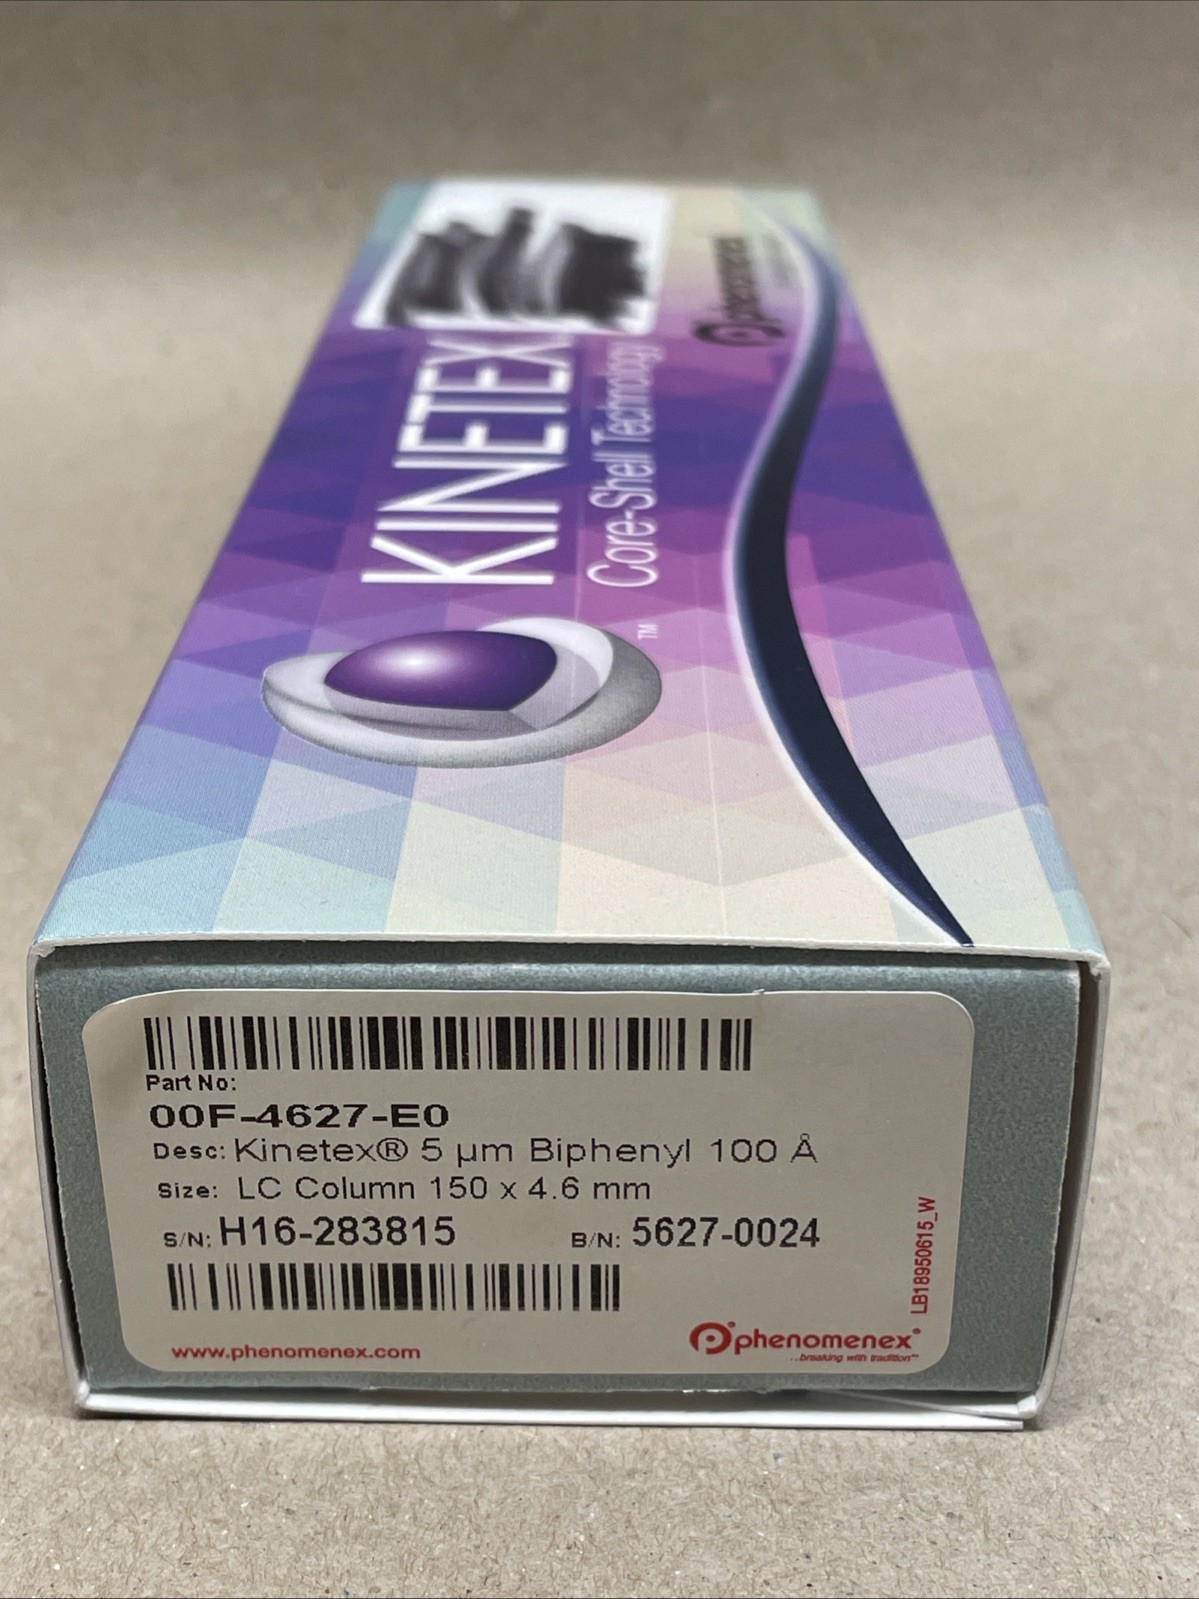 KINETEX
Core-Shell Technology
TM
phenomenex
Part No:
00F-4627-E0
Desc: Kinetex® 5 µm Biphenyl 100 Å
Size: LC Column 150 x 4.6 mm
S/N: H16-283815 B/N: 5627-0024
LB18950615_W
www.phenomenex.com
phenomenex®
...breaking with tradition™